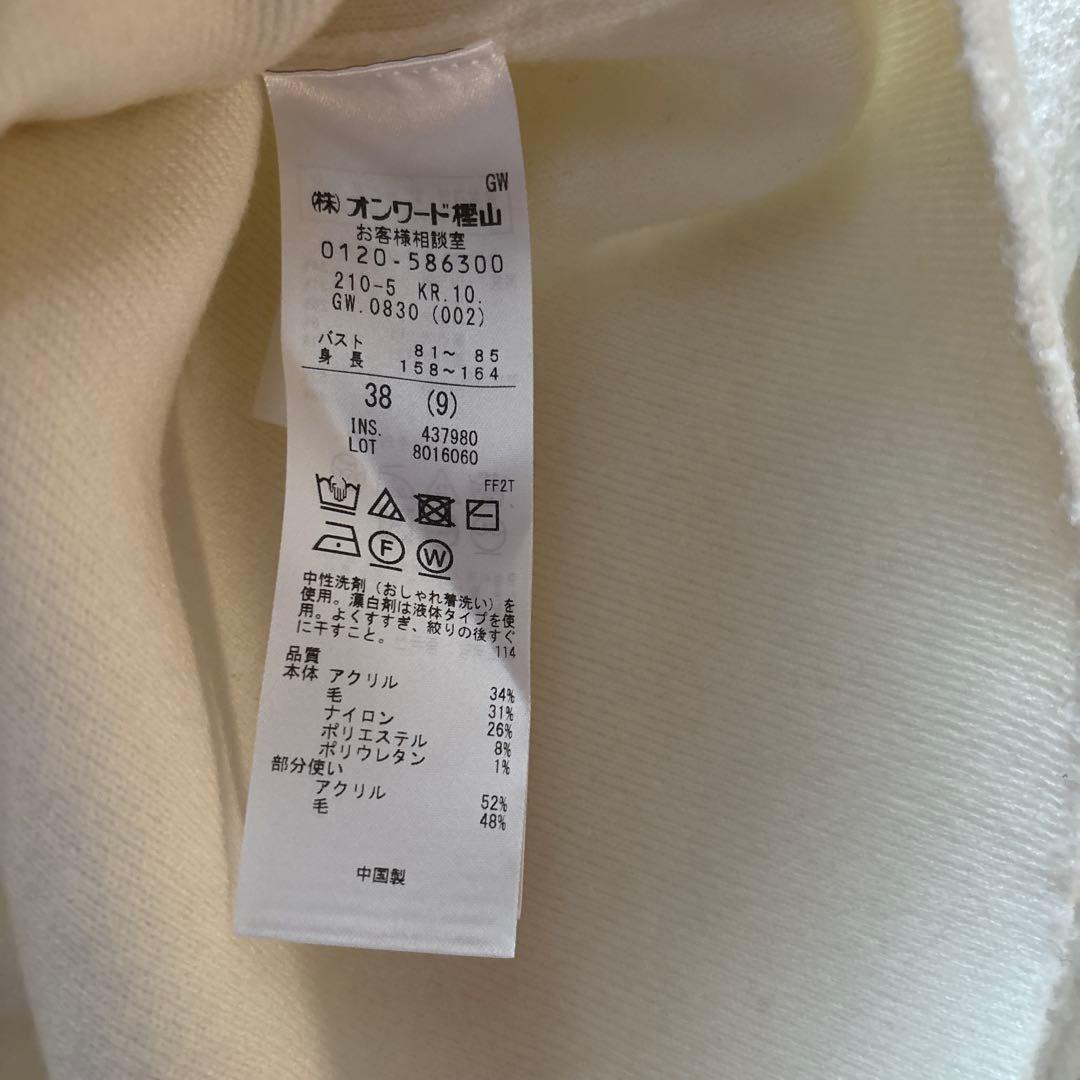 GW
㈱オンワード樫山
お客様相談室
0120-586300
210-5 KR.10.
GW.0830 (002)
バスト 81～ 85
身 長 158～164
38 (9)
INS. 437980
LOT 8016060
FF2T
F W
中性洗剤（おしゃれ着洗い）を
使用。漂白剤は液体タイプを使
用。よくすすぎ、絞りの後すぐ
に干すこと。
114
品質
本体 アクリル 34%
毛 31%
ナイロン 26%
ポリエステル 8%
ポリウレタン 1%
部分使い
アクリル 52%
毛 48%
中国製